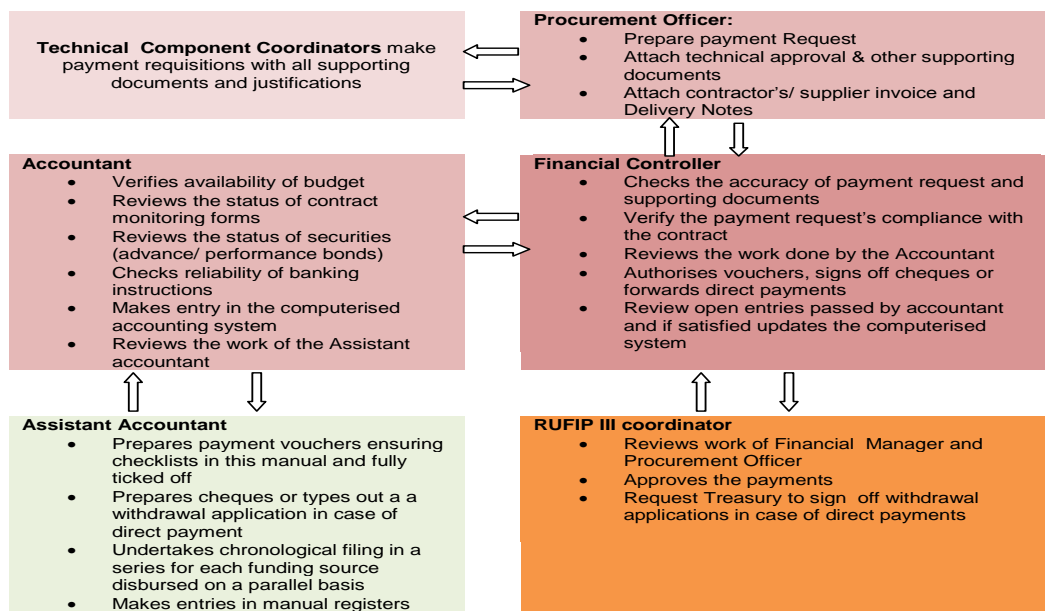 Technical Component Coordinators make
payment requisitions with all supporting
documents and justifications
Procurement Officer:
• Prepare payment Request
• Attach technical approval & other supporting
documents
• Attach contractor's/ supplier invoice and
Delivery Notes
Accountant
• Verifies availability of budget
• Reviews the status of contract
monitoring forms
• Reviews the status of securities
(advance/ performance bonds)
• Checks reliability of banking
instructions
• Makes entry in the computerised
accounting system
• Reviews the work of the Assistant
accountant
Financial Controller
• Checks the accuracy of payment request and
supporting documents
• Verify the payment request's compliance with
the contract
• Reviews the work done by the Accountant
• Authorises vouchers, signs off cheques or
forwards direct payments
• Review open entries passed by accountant
and if satisfied updates the computerised
system
Assistant Accountant
• Prepares payment vouchers ensuring
checklists in this manual and fully
ticked off
• Prepares cheques or types out a a
withdrawal application in case of
direct payment
• Undertakes chronological filing in a
series for each funding source
disbursed on a parallel basis
• Makes entries in manual registers
RUFIP III coordinator
• Reviews work of Financial Manager and
Procurement Officer
• Approves the payments
• Request Treasury to sign off withdrawal
applications in case of direct payments